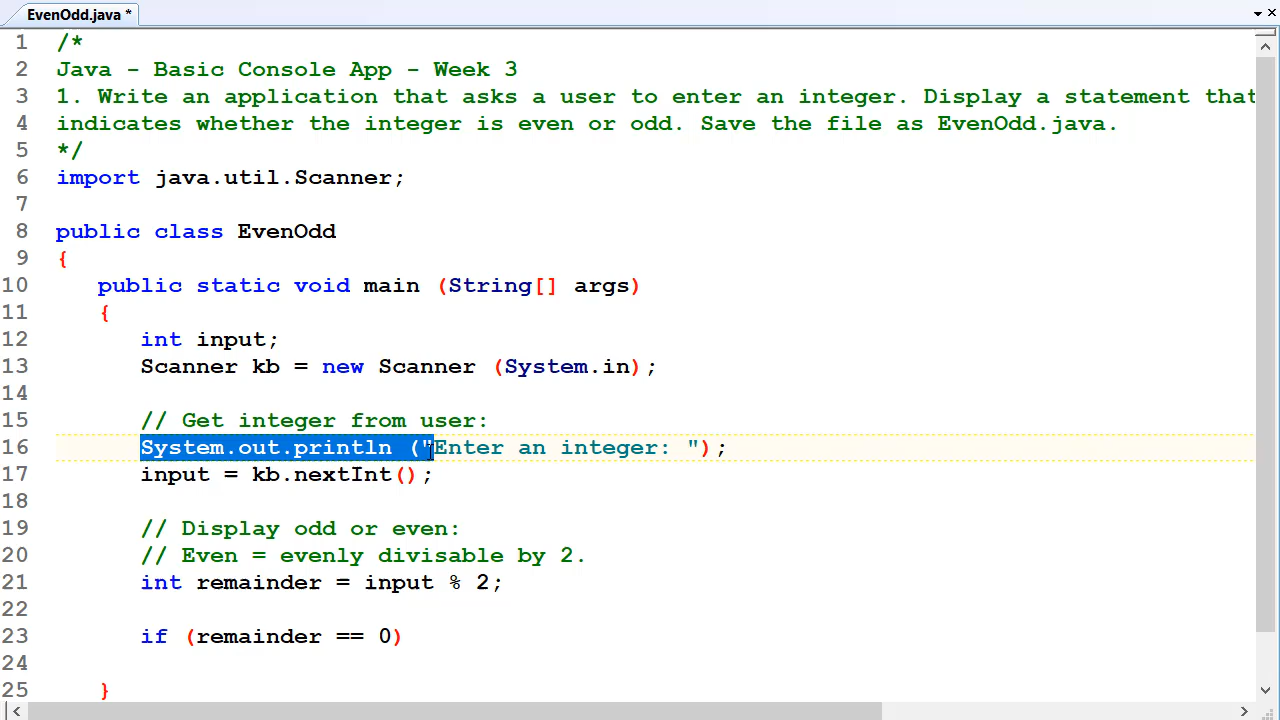 EvenOdd.java *
1 /*
2 Java - Basic Console App - Week 3
3 1. Write an application that asks a user to enter an integer. Display a statement that
4 indicates whether the integer is even or odd. Save the file as EvenOdd.java.
5 */
6 import java.util.Scanner;
7
8 public class EvenOdd
9 {
10 public static void main (String[] args)
11 {
12 int input;
13 Scanner kb = new Scanner (System.in);
14
15 // Get integer from user:
16 System.out.println ("Enter an integer: ");
17 input = kb.nextInt();
18
19 // Display odd or even:
20 // Even = evenly divisable by 2.
21 int remainder = input % 2;
22
23 if (remainder == 0)
24
25 }